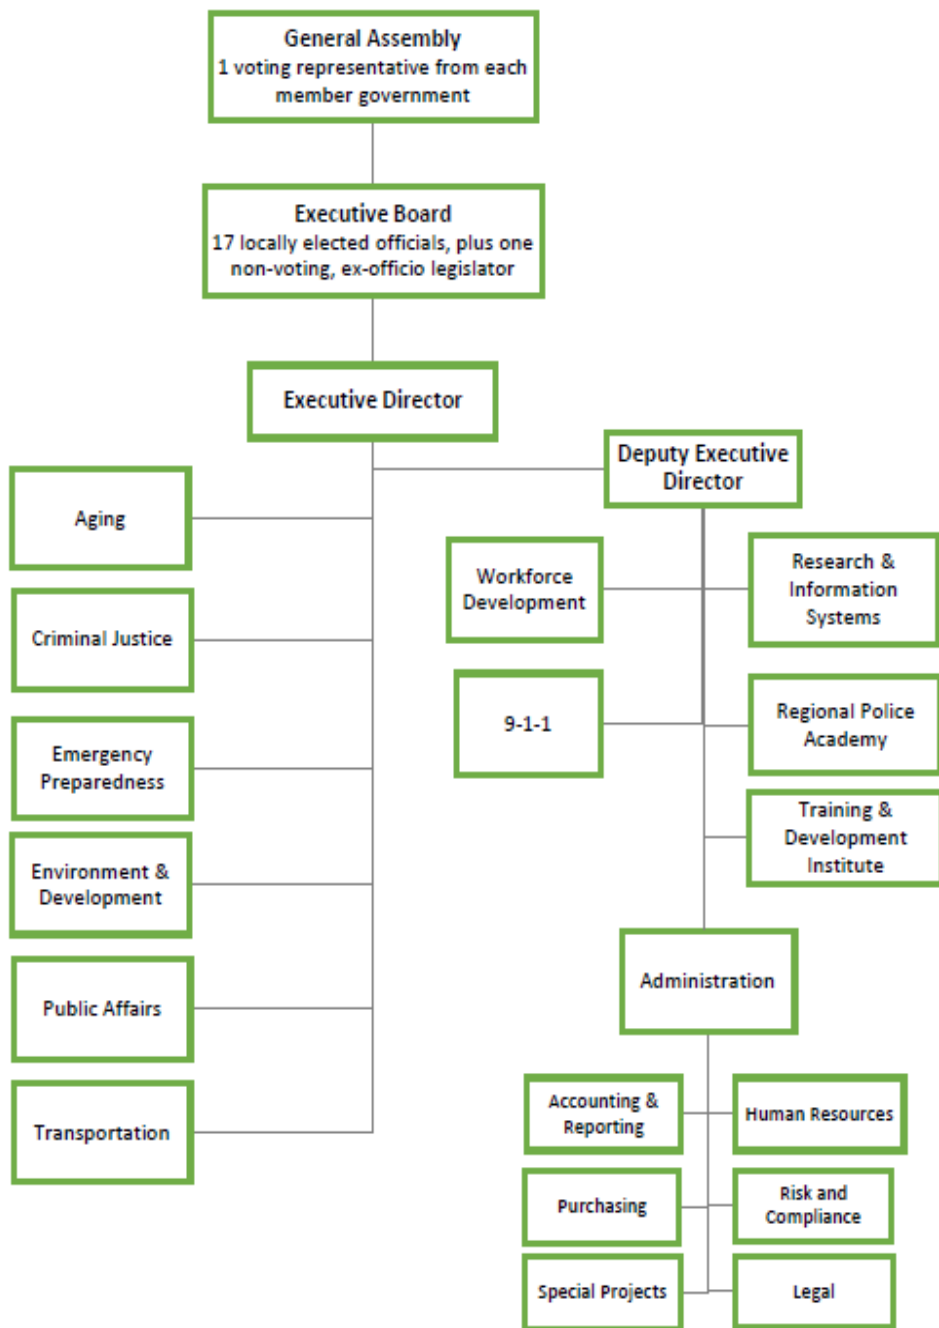 General Assembly
1 voting representative from each
member government
Executive Board
17 locally elected officials, plus one
non-voting, ex-officio legislator
Executive Director
Deputy Executive
Director
Aging
Criminal Justice
Emergency
Preparedness
Environment &
Development
Public Affairs
Transportation
Workforce
Development
9-1-1
Research &
Information
Systems
Regional Police
Academy
Training &
Development
Institute
Administration
Accounting &
Reporting
Human Resources
Purchasing
Risk and
Compliance
Special Projects
Legal